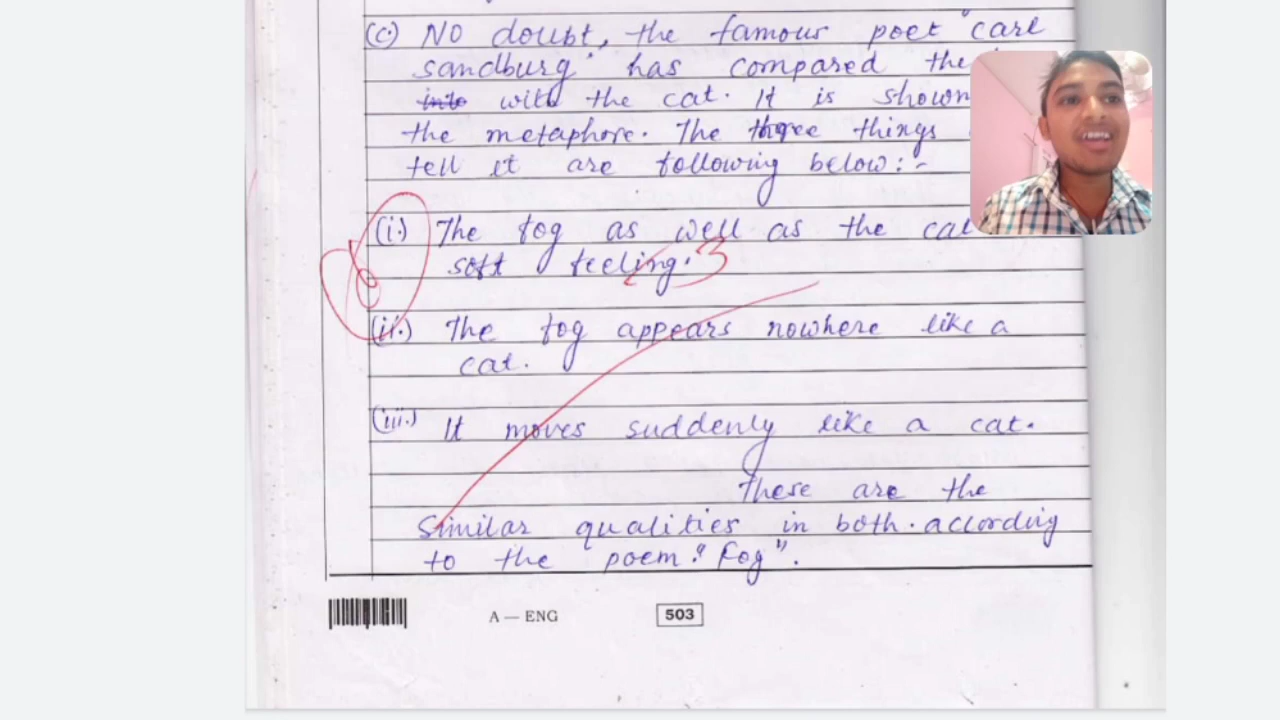 (c) No doubt, the famous poet "Carl
Sandburg" has compared the
into with the cat. It is shown
the metaphore. The three things
tell it are following below:-
(i.) The fog as well as the cat
soft feeling. 3
(ii.) The fog appears nowhere like a
cat.
(iii.) It moves suddenly like a cat.
These are the
similar qualities in both. according
to the poem "Fog".
A — ENG
503